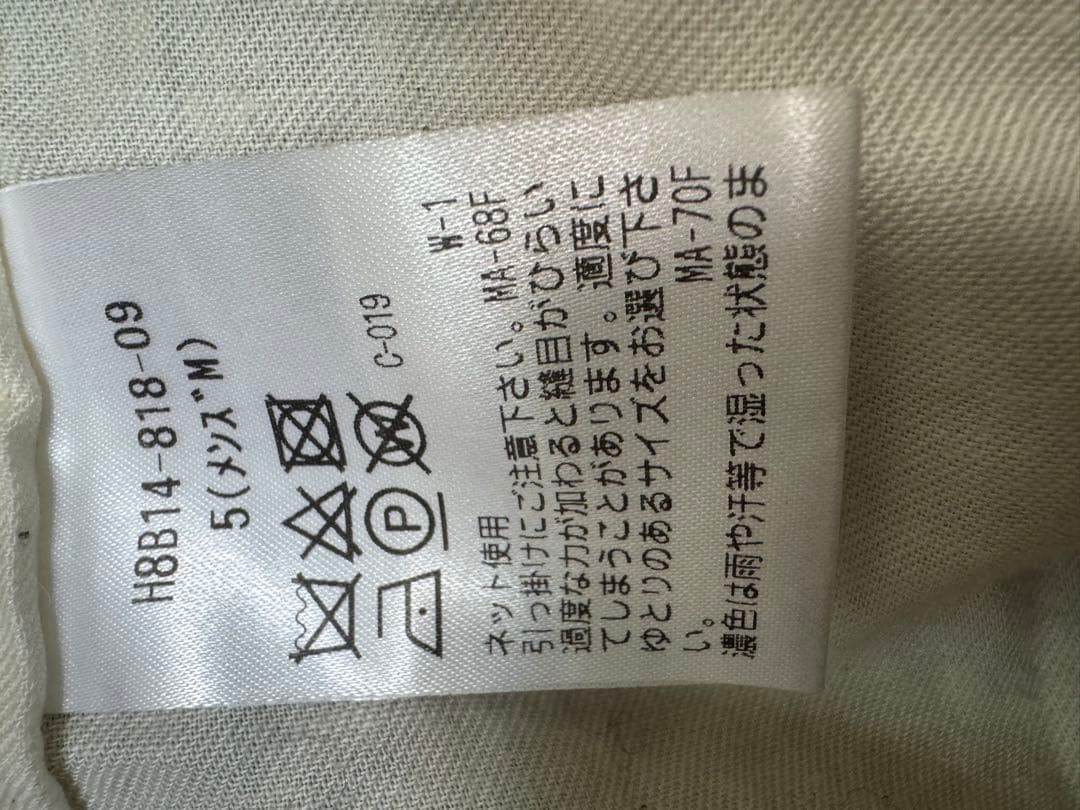 H8B14-818-09
5(ﾒﾝｽﾞM)
P
W
C-019
W-1
ネット使用
MA-68F
引っ掛けにご注意下さい。
過度な力が加わると縫目がひらい
てしまうことがあります。適度に
ゆとりのあるサイズをお選び下さ
い。
MA-70F
濃色は雨や汗等で湿った状態のま